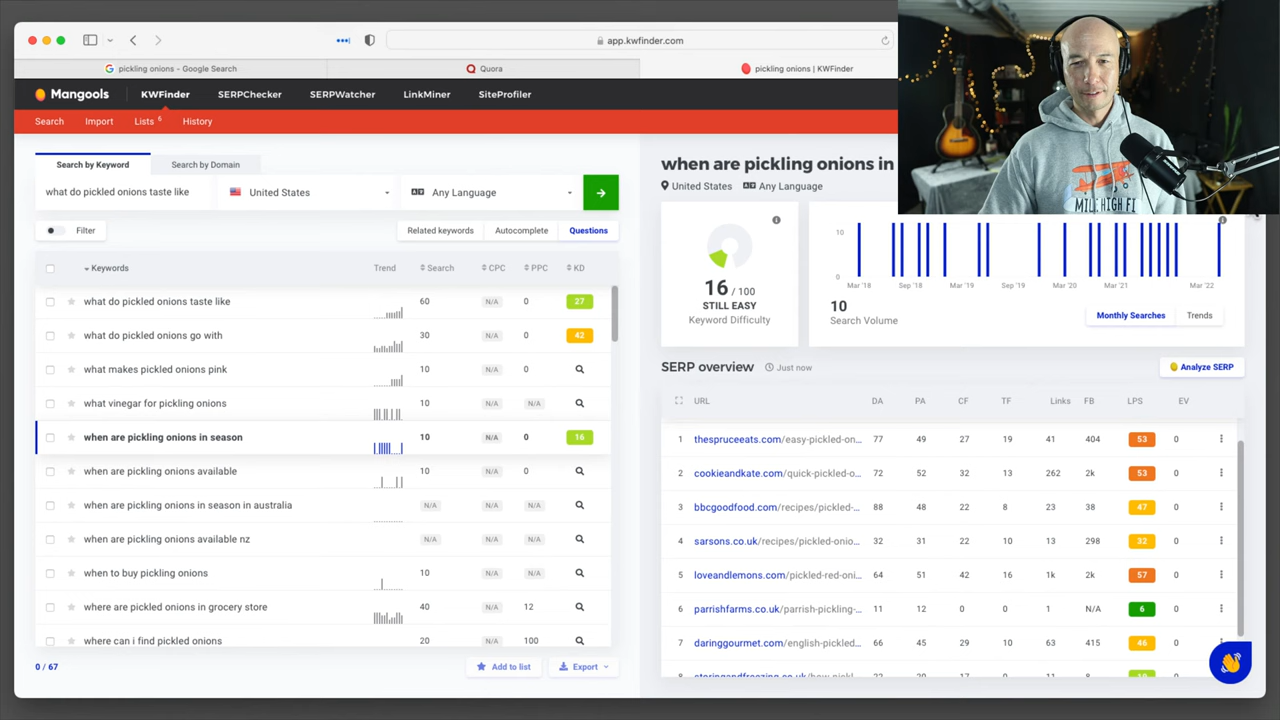 app.kwfinder.com
pickling onions - Google Search
Quora
pickling onions | KWFinder
Mangools
KWFinder
SERPChecker
SERPWatcher
LinkMiner
SiteProfiler
Search
Import
Lists 6
History
Search by Keyword
Search by Domain
what do pickled onions taste like
United States
Any Language
Filter
Related keywords
Autocomplete
Questions
Keywords Trend Search CPC PPC KD
what do pickled onions taste like 60 N/A 0 27
what do pickled onions go with 30 N/A 0 42
what makes pickled onions pink 10 N/A 0
what vinegar for pickling onions 10 N/A N/A
when are pickling onions in season 10 N/A 0 16
when are pickling onions available 10 N/A 0
when are pickling onions in season in australia N/A N/A N/A
when are pickling onions available nz N/A N/A N/A
when to buy pickling onions 10 N/A N/A
where are pickled onions in grocery store 40 N/A 12
where can i find pickled onions 20 N/A 100
0 / 67
Add to list
Export
when are pickling onions in
United States
Any Language
16 / 100
STILL EASY
Keyword Difficulty
10
0
Mar '18 Sep '18 Mar '19 Sep '19 Mar '20 Mar '21 Mar '22
10
Search Volume
Monthly Searches
Trends
SERP overview
Just now
Analyze SERP
URL DA PA CF TF Links FB LPS EV
1 thespruceeats.com/easy-pickled-on... 77 49 27 19 41 404 53 0
2 cookieandkate.com/quick-pickled-o... 72 52 32 13 262 2k 53 0
3 bbcgoodfood.com/recipes/pickled-... 88 48 22 8 23 38 47 0
4 sarsons.co.uk/recipes/pickled-onio... 32 31 22 10 13 298 32 0
5 loveandlemons.com/pickled-red-oni... 64 51 42 16 1k 2k 57 0
6 parrishfarms.co.uk/parrish-pickling-... 11 12 0 0 1 N/A 6 0
7 daringgourmet.com/english-pickled... 66 45 29 10 63 415 46 0
MILE HIGH FI